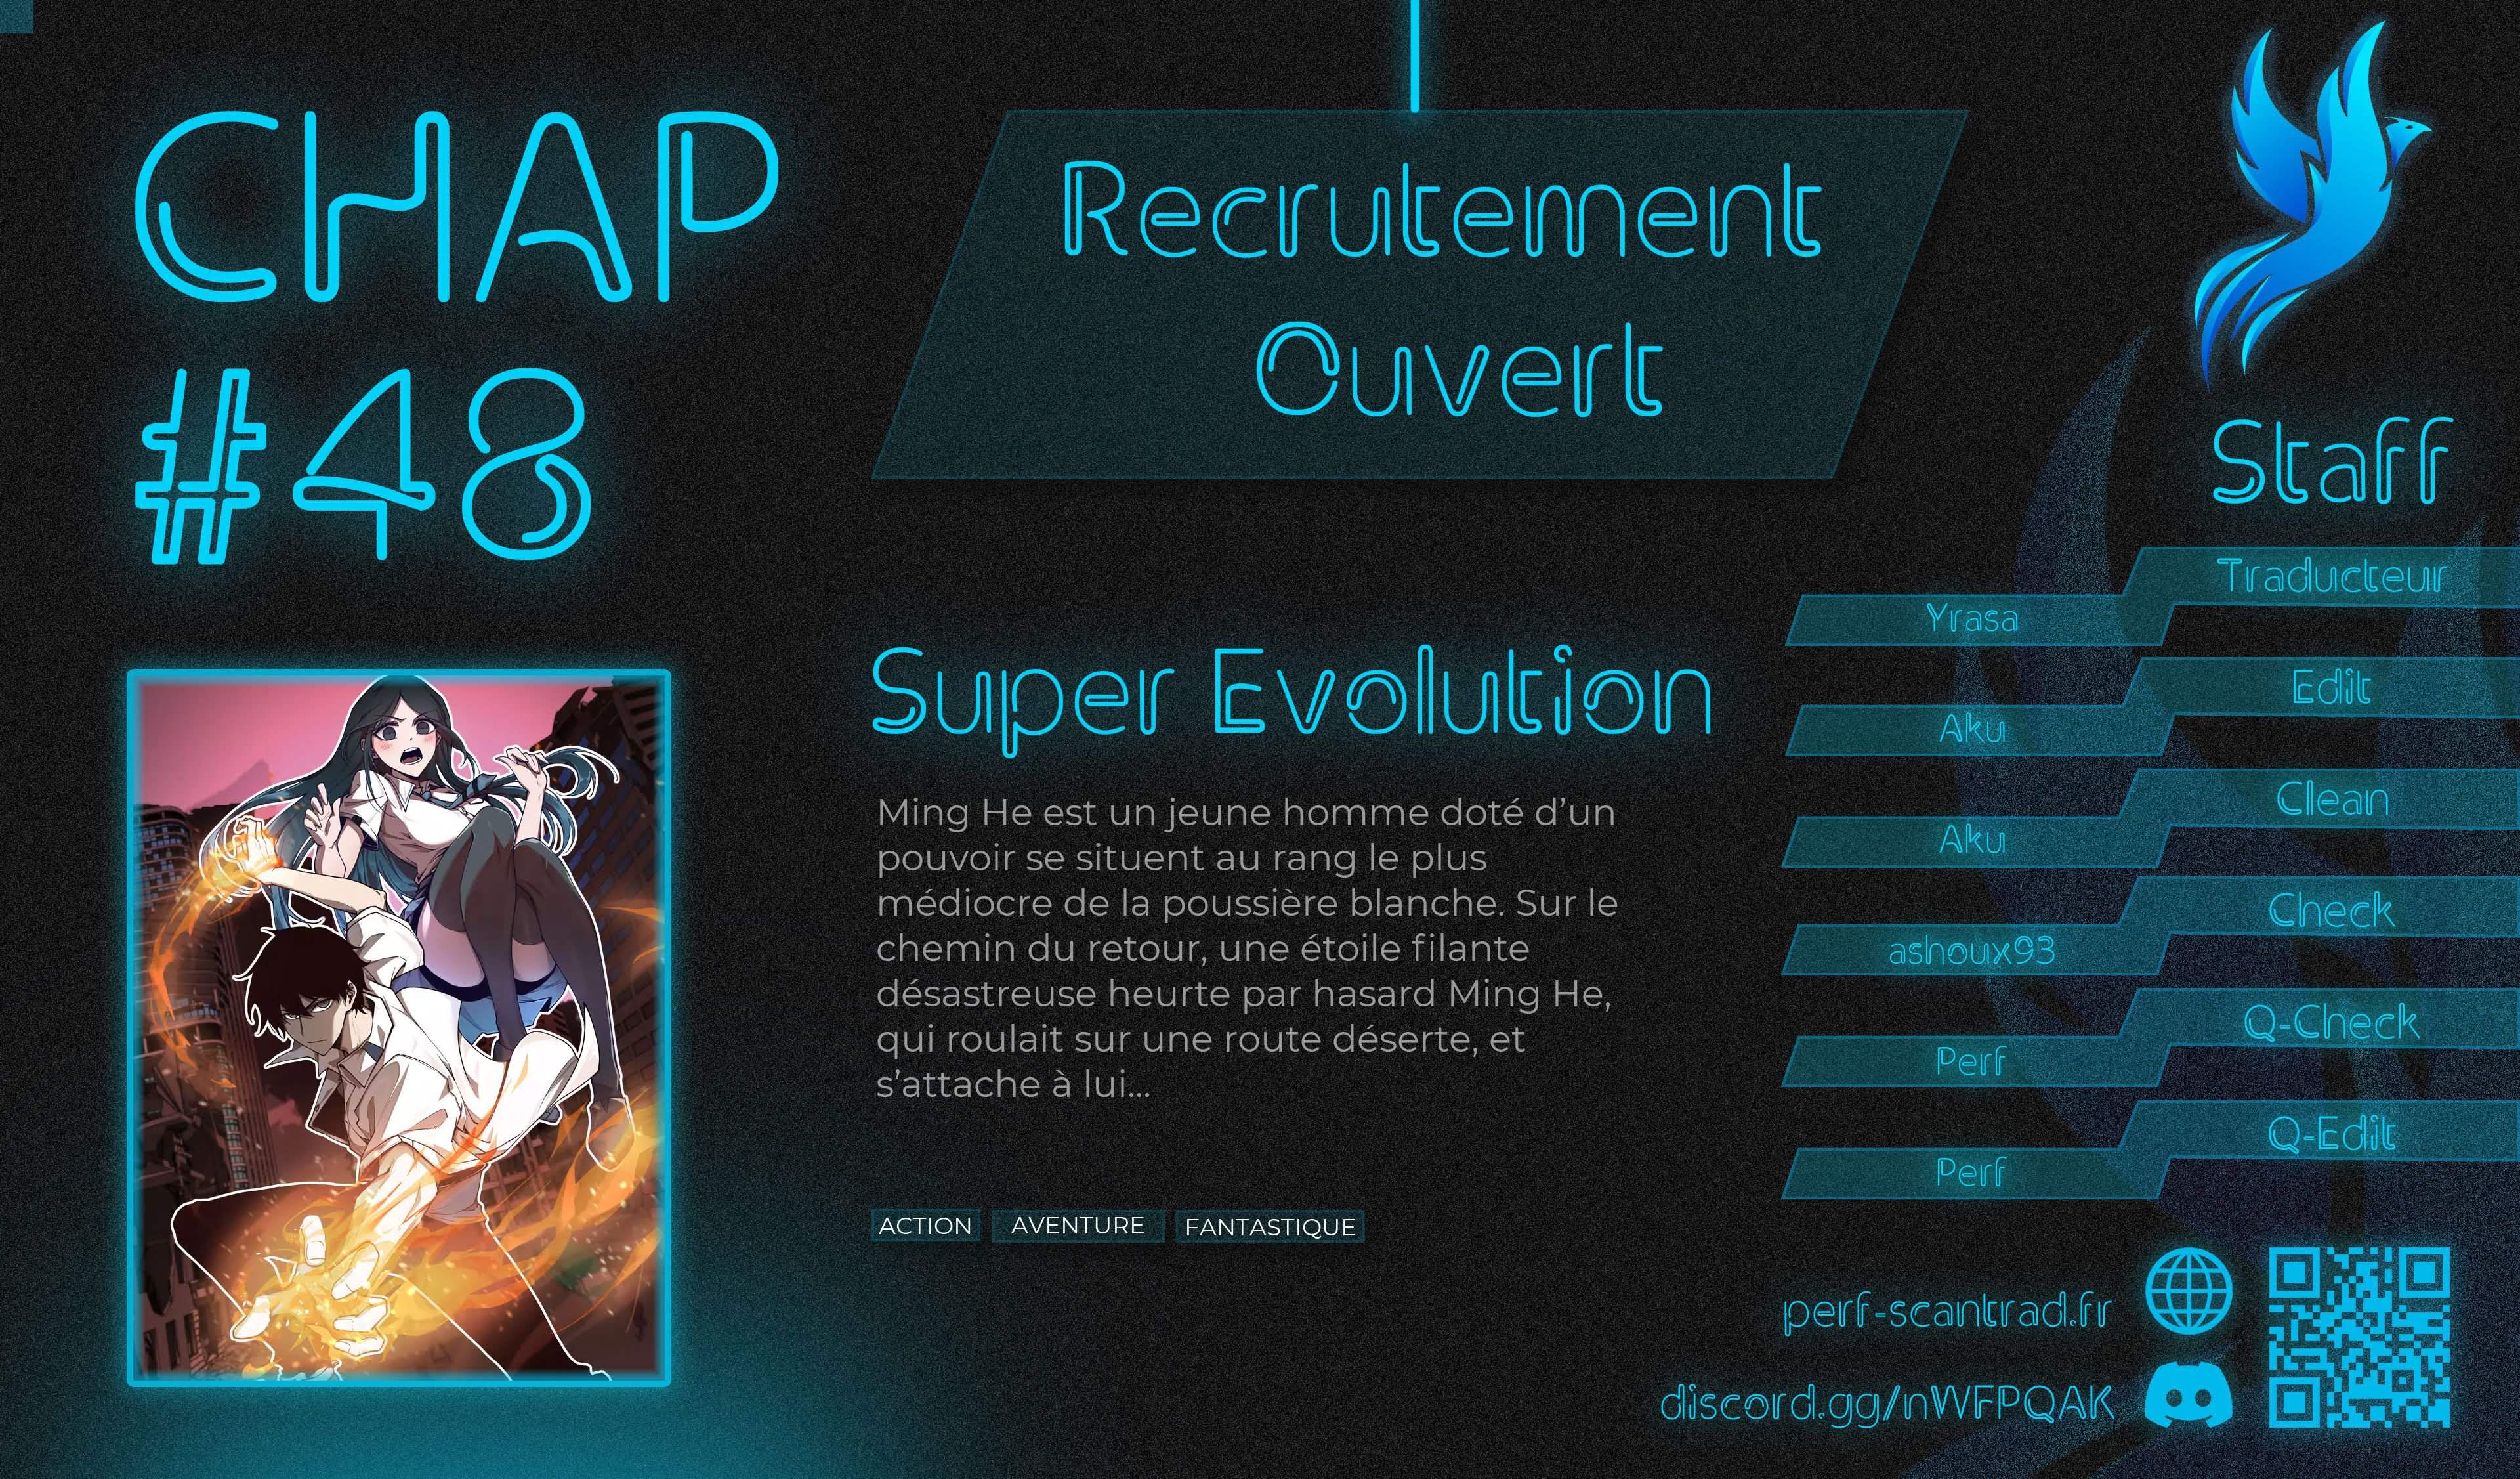 CHAP
#48
Recrutement
Ouvert
Super Evolution
Ming He est un jeune homme doté d’un
pouvoir se situent au rang le plus
médiocre de la poussière blanche. Sur le
chemin du retour, une étoile filante
désastreuse heurte par hasard Ming He,
qui roulait sur une route déserte, et
s’attache à lui...
ACTION AVENTURE FANTASTIQUE
Staff
Traducteur
Yrasa
Edit
Aku
Clean
Aku
Check
ashoux93
Q-Check
Perf
Q-Edit
Perf
perf-scantrad.fr
discord.gg/nWFPQAK